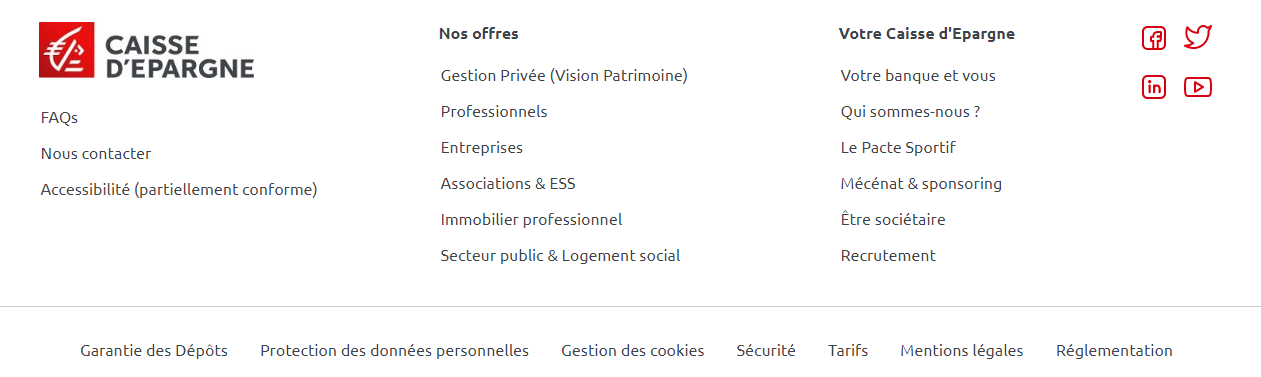 CAISSE
D'EPARGNE
FAQs
Nous contacter
Accessibilité (partiellement conforme)
Nos offres
Gestion Privée (Vision Patrimoine)
Professionnels
Entreprises
Associations & ESS
Immobilier professionnel
Secteur public & Logement social
Votre Caisse d'Epargne
Votre banque et vous
Qui sommes-nous ?
Le Pacte Sportif
Mécénat & sponsoring
Être sociétaire
Recrutement
Garantie des Dépôts Protection des données personnelles Gestion des cookies Sécurité Tarifs Mentions légales Réglementation